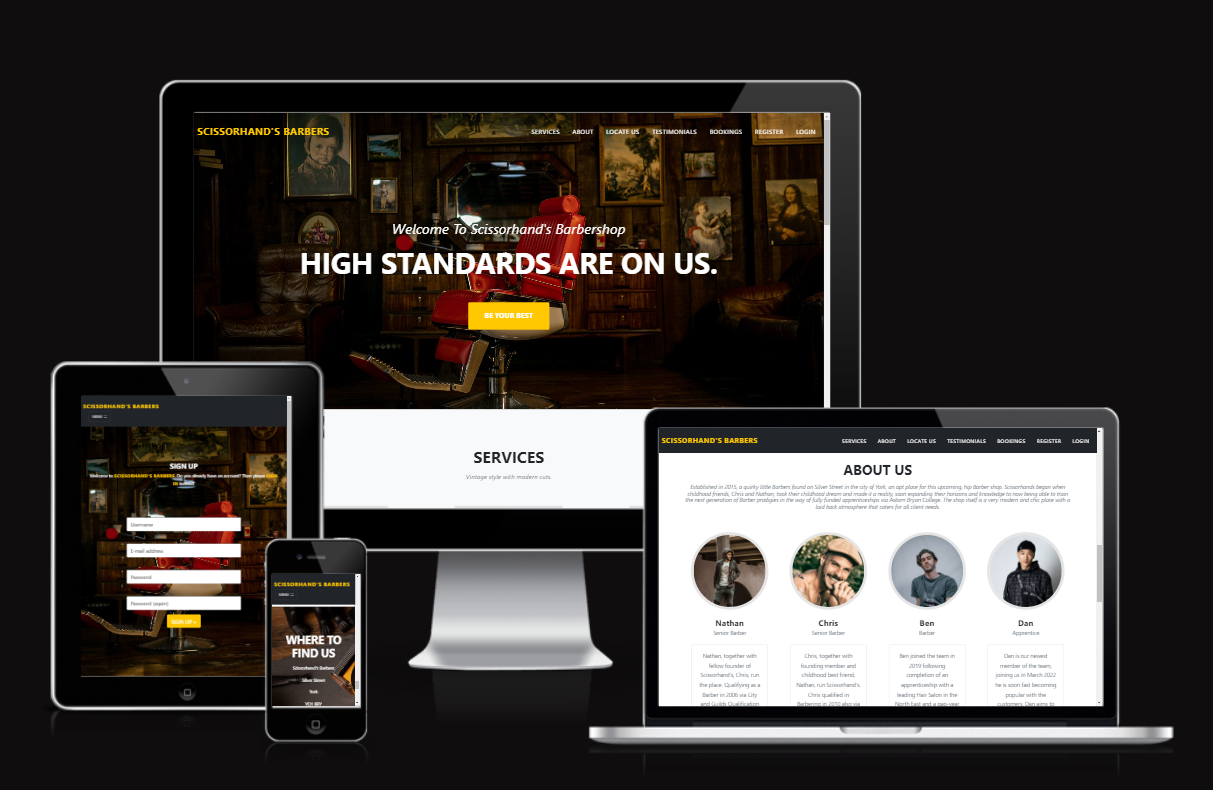 SCISSORHAND'S BARBERS
SERVICES ABOUT LOCATE US TESTIMONIALS BOOKINGS REGISTER LOGIN
Welcome To Scissorhand's Barbershop
HIGH STANDARDS ARE ON US.
BE YOUR BEST
SERVICES
Vintage style with modern cuts.
SCISSORHAND'S BARBERS
MENU
SIGN UP
Welcome to SCISSORHAND'S BARBERS. Do you already have an account? Then please SIGN
IN instead!
Username
E-mail address
Password
Password (again)
SIGN UP »
SCISSORHAND'S BARBERS
MENU
WHERE TO
FIND US
Scissorhand's Barbers
Silver Street
York
SCISSORHAND'S BARBERS
SERVICES ABOUT LOCATE US TESTIMONIALS BOOKINGS REGISTER LOGIN
ABOUT US
Established in 2015, a quirky little Barbers found on Silver Street in the city of York, an apt place for this upcoming, hip Barber shop. Scissorhands began when
childhood friends, Chris and Nathan, took their childhood dream and made it a reality, soon expanding their horizons and knowledge to now being able to train
the next generation of Barber prodigies in the way of fully funded apprenticeships via Askam Bryan College. The shop itself is a very modern and chic place with a
laid back atmosphere that caters for all client needs.
Nathan
Senior Barber
Nathan, together with
fellow founder of
Scissorhand's, Chris, run
the place. Qualifying as a
Barber in 2006 via City
and Guilds Qualification
Chris
Senior Barber
Chris, together with
founding member and
childhood best friend,
Nathan, run Scissorhand's.
Chris qualified in
Barbering in 2010 also via
Ben
Barber
Ben joined the team in
2019 following
completion of an
apprenticeship with a
leading Hair Salon in the
North East and a gap-year
Dan
Apprentice
Dan is our newest
member of the team,
joining us in March 2022
he is soon fast becoming
popular with the
customers. Dan aims to